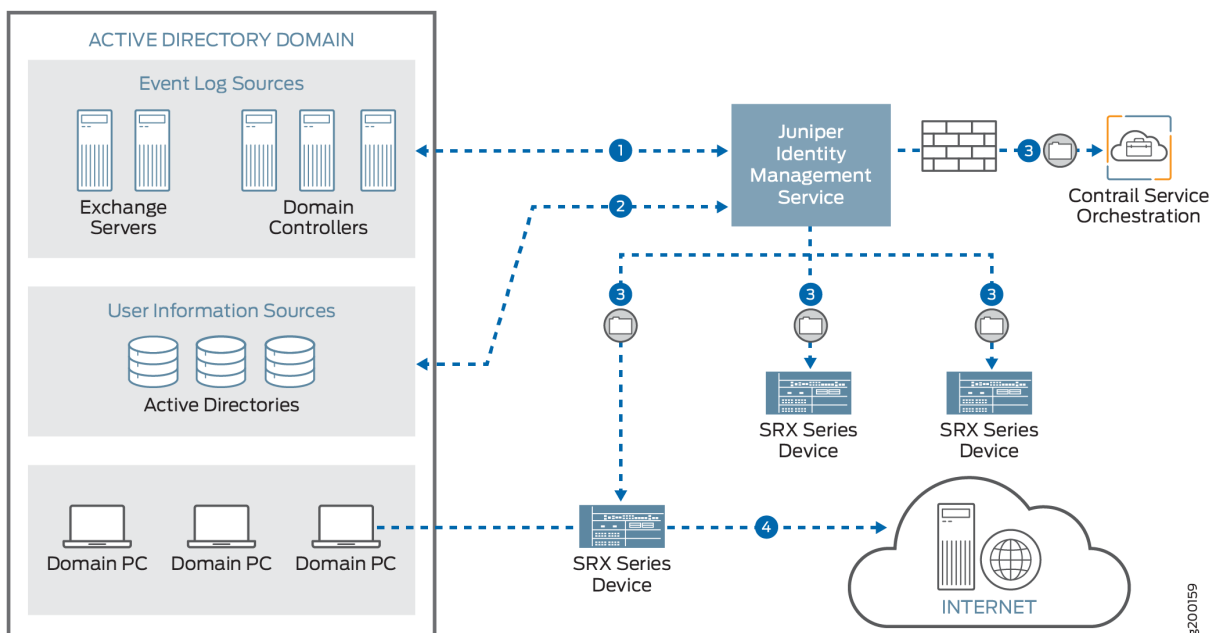 ACTIVE DIRECTORY DOMAIN
Event Log Sources
Exchange
Servers
Domain
Controllers
User Information Sources
Active Directories
Domain PC
Domain PC
Domain PC
1
2
Juniper
Identity
Management
Service
3
Contrail Service
Orchestration
3
3
3
SRX Series
Device
SRX Series
Device
SRX Series
Device
4
INTERNET
g200159